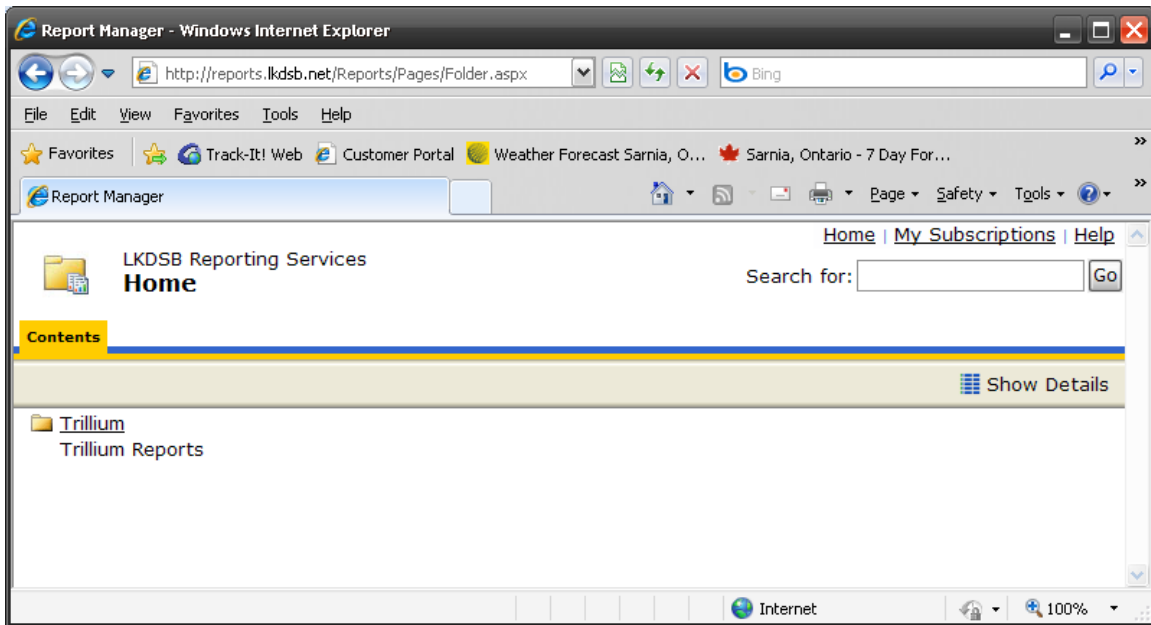 Report Manager - Windows Internet Explorer
http://reports.lkdsb.net/Reports/Pages/Folder.aspx
Bing
File Edit View Favorites Tools Help
Favorites Track-It! Web Customer Portal Weather Forecast Sarnia, O... Sarnia, Ontario - 7 Day For... »
Report Manager Page Safety Tools »
Home | My Subscriptions | Help
LKDSB Reporting Services
Home
Search for: Go
Contents
Show Details
Trillium
Trillium Reports
Internet 100%